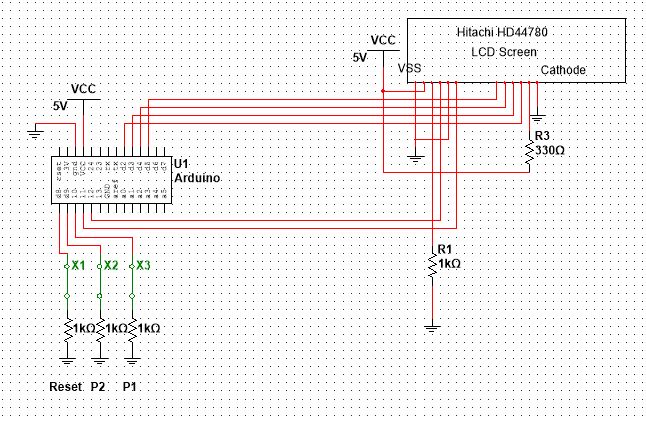 Hitachi HD44780
LCD Screen
VCC
5V
VSS
Cathode
VCC
5V
R3
330Ω
U1
Arduino
R1
1kΩ
X1
X2
X3
1kΩ
1kΩ
1kΩ
Reset
P2
P1